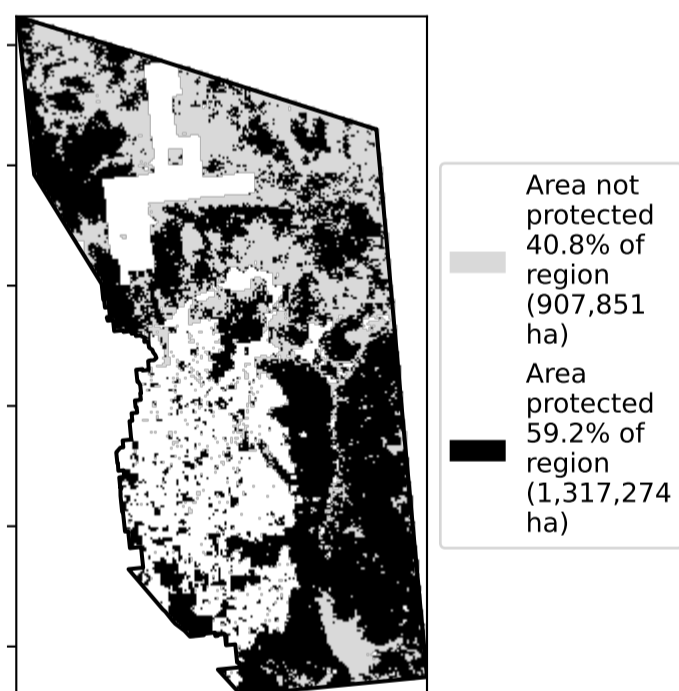 Area not
protected
40.8% of
region
(907,851
ha)
Area
protected
59.2% of
region
(1,317,274
ha)